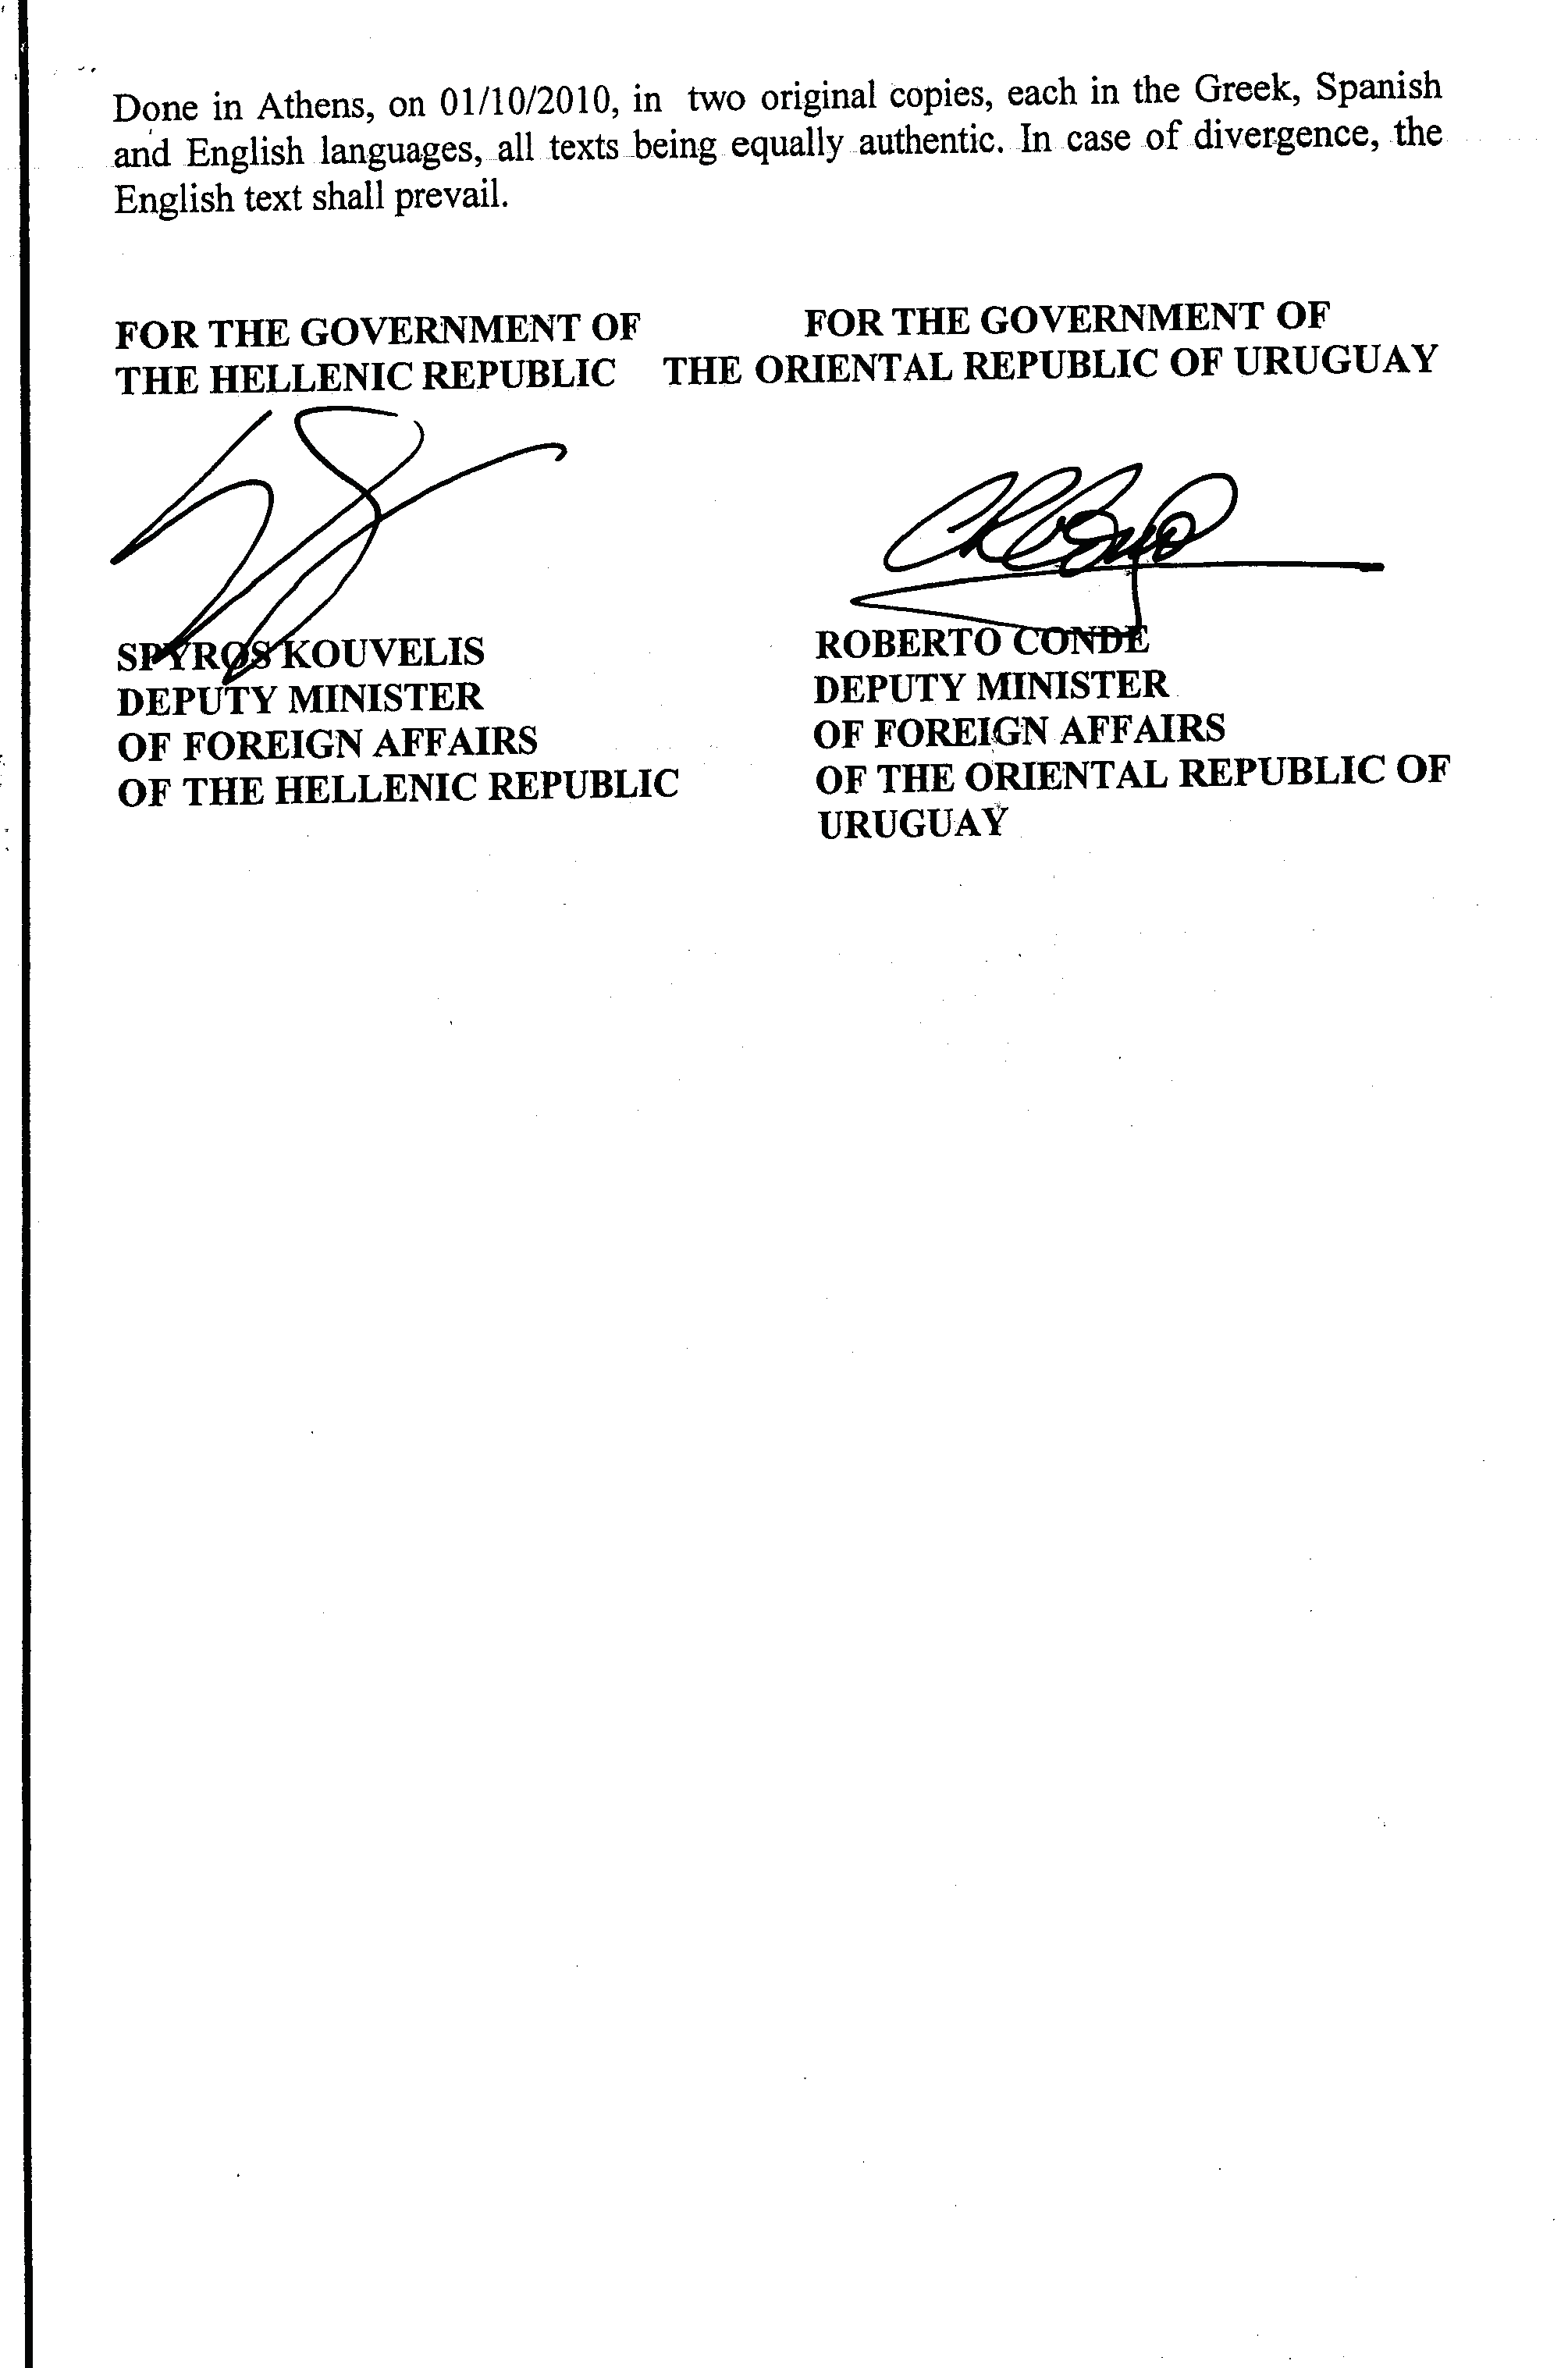 Done in Athens, on 01/10/2010, in two original copies, each in the Greek, Spanish
and English languages, all texts being equally authentic. In case of divergence, the
English text shall prevail.
FOR THE GOVERNMENT OF
THE HELLENIC REPUBLIC
SPYROS KOUVELIS
DEPUTY MINISTER
OF FOREIGN AFFAIRS
OF THE HELLENIC REPUBLIC
FOR THE GOVERNMENT OF
THE ORIENTAL REPUBLIC OF URUGUAY
ROBERTO CONDE
DEPUTY MINISTER
OF FOREIGN AFFAIRS
OF THE ORIENTAL REPUBLIC OF
URUGUAY